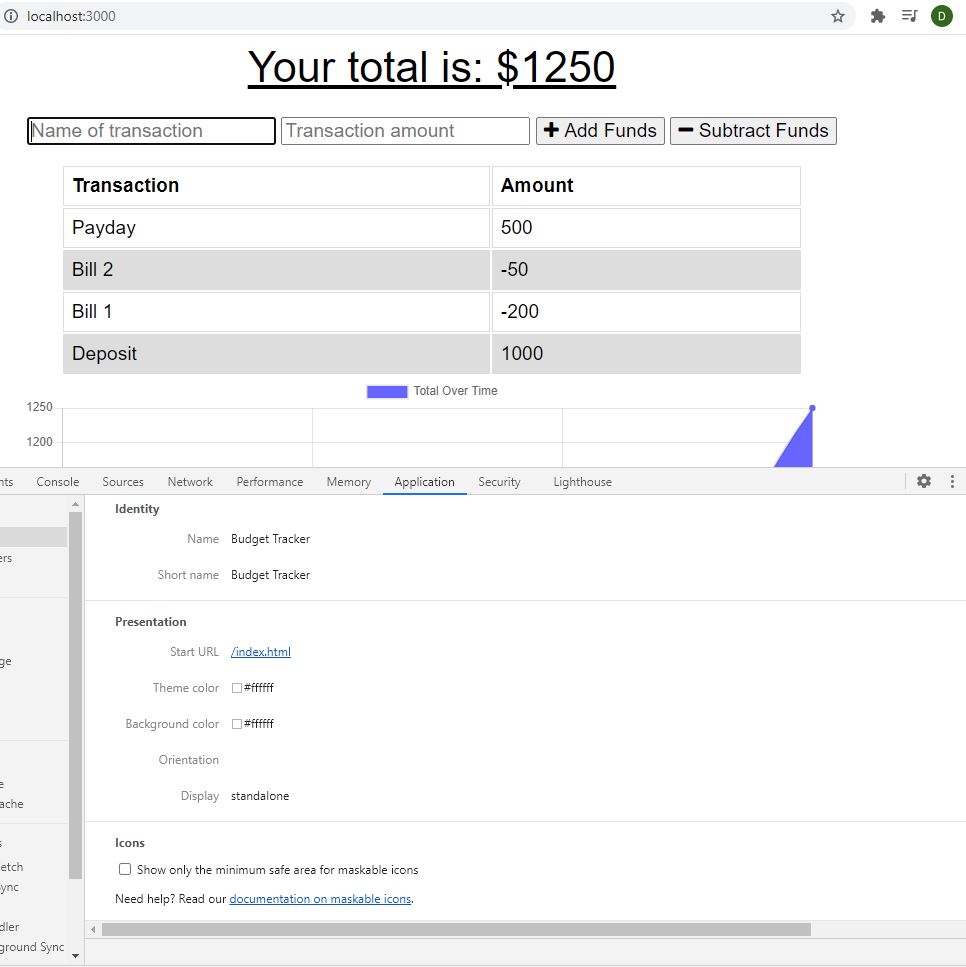 localhost:3000
D
Your total is: $1250
Name of transaction Transaction amount Add Funds Subtract Funds
Transaction Amount
Payday 500
Bill 2 -50
Bill 1 -200
Deposit 1000
Total Over Time
1250
1200
nts Console Sources Network Performance Memory Application Security Lighthouse
Identity
Name Budget Tracker
ers
Short name Budget Tracker
Presentation
Start URL /index.html
ge
Theme color #ffffff
Background color #ffffff
Orientation
e
Display standalone
ache
s
Icons
etch
Show only the minimum safe area for maskable icons
ync
Need help? Read our documentation on maskable icons.
dler
ground Sync